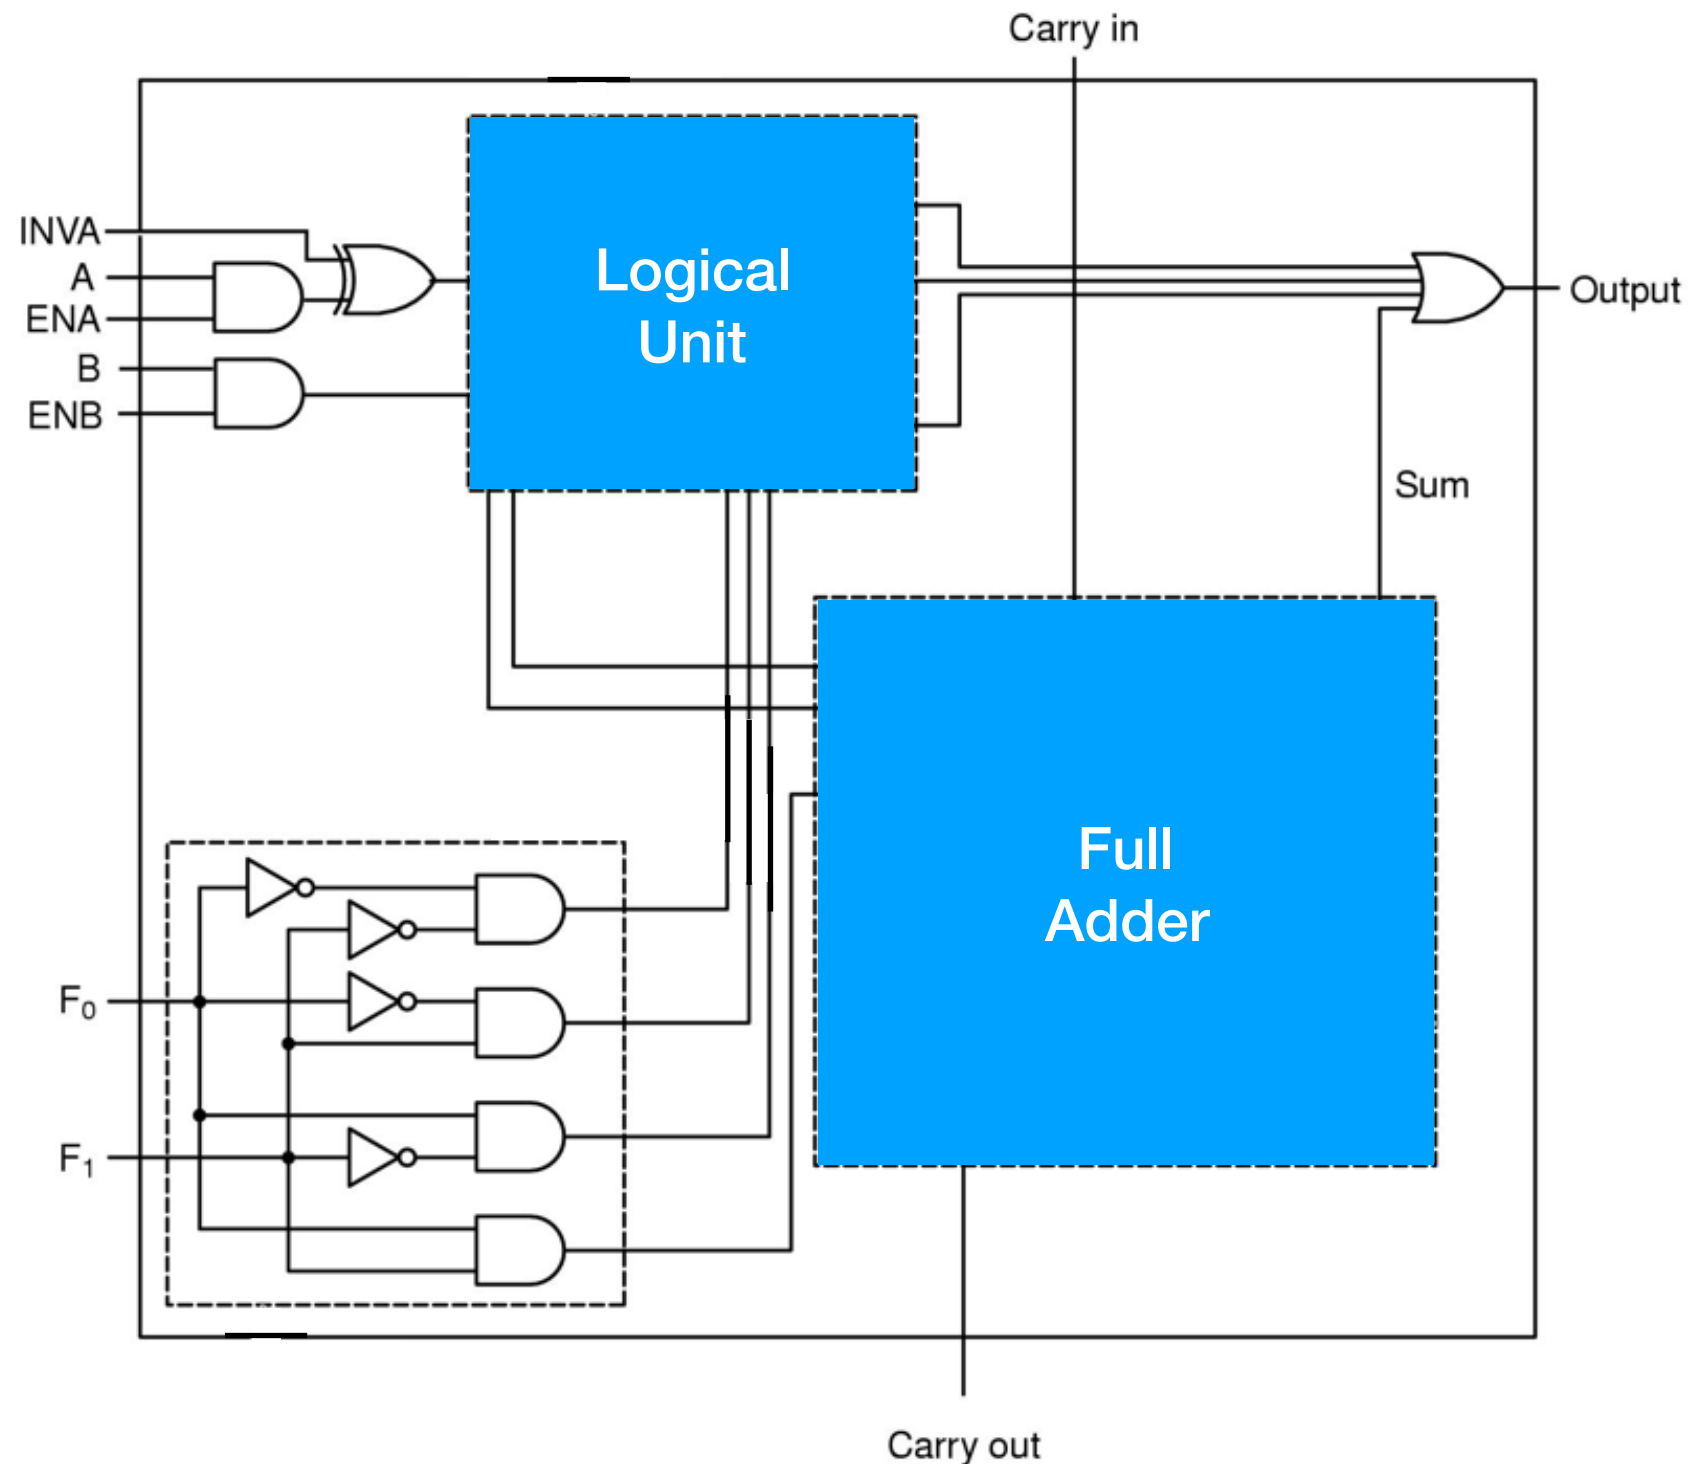 Carry in
INVA
A
ENA
B
ENB
Logical
Unit
Output
Sum
Full
Adder
F₀
F₁
Carry out